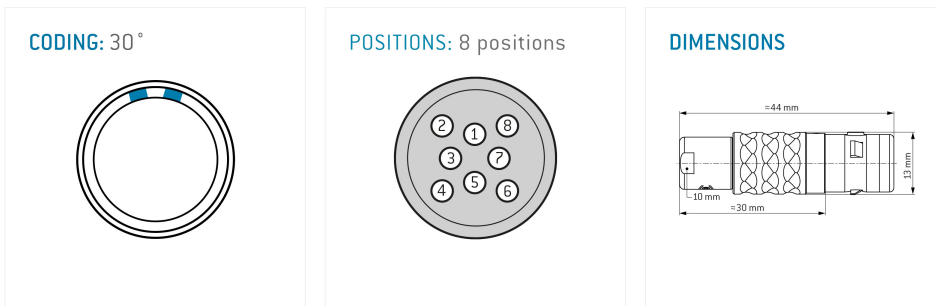 CODING: 30°
POSITIONS: 8 positions
2
1
8
3
7
4
5
6
DIMENSIONS
≈44 mm
13 mm
10 mm
≈30 mm